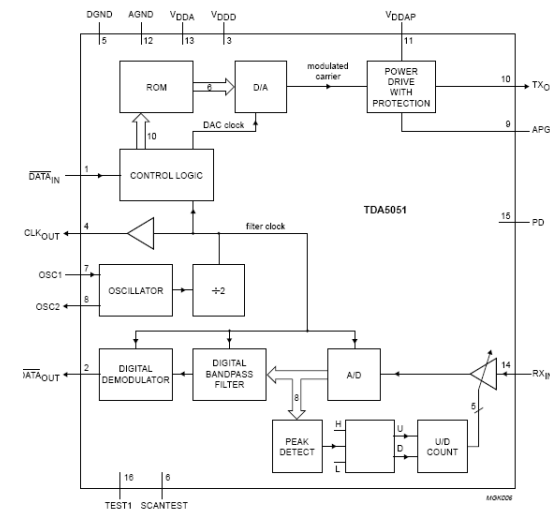 DGND AGND VDDA VDDD VDDAP
5 12 13 3 11
modulated
carrier
ROM
6
D/A
POWER
DRIVE
WITH
PROTECTION
10 TXO
DAC clock
10
9 APG
DATAIN 1
CONTROL LOGIC
TDA5051
15 PD
CLKOUT 4
filter clock
OSC1 7
OSCILLATOR
÷2
OSC2 8
DATAOUT 2
DIGITAL
DEMODULATOR
DIGITAL
BANDPASS
FILTER
A/D
14 RXIN
8
5
PEAK
DETECT
H
L
U
D
U/D
COUNT
16 6
TEST1 SCANTEST